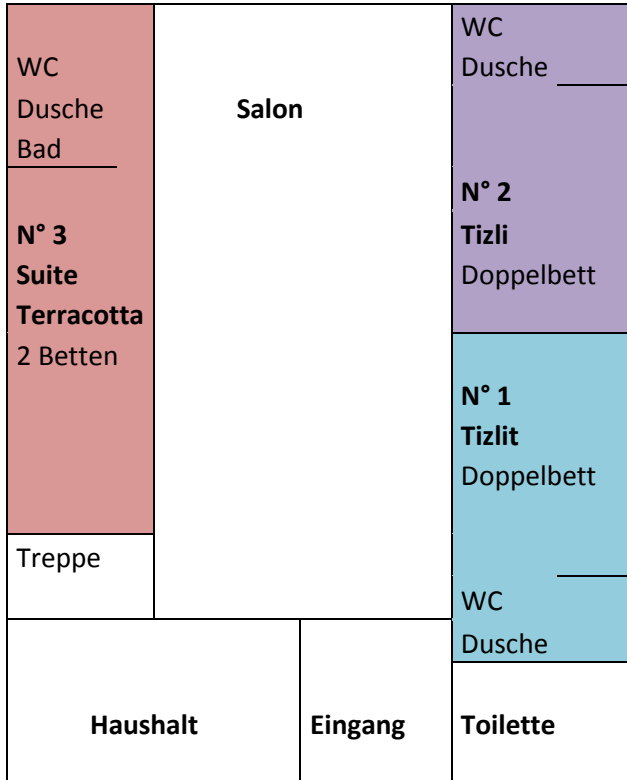 WC
Dusche
Bad
N° 3
Suite
Terracotta
2 Betten
Treppe
Salon
WC
Dusche
N° 2
Tizli
Doppelbett
N° 1
Tizlit
Doppelbett
WC
Dusche
Haushalt
Eingang
Toilette